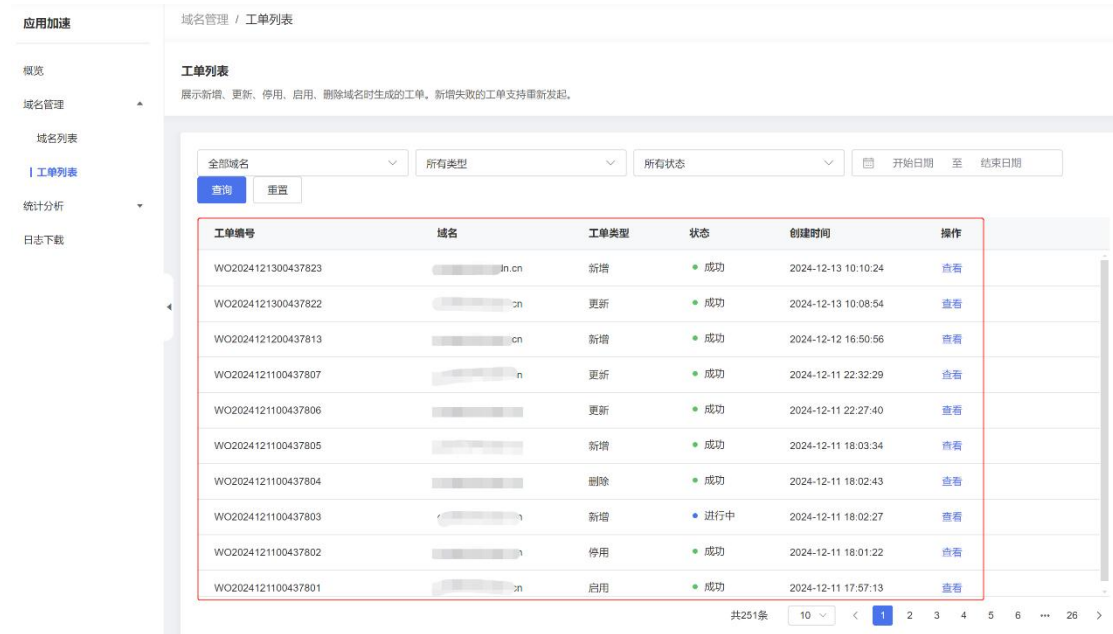 应用加速
概览
域名管理
域名列表
工单列表
统计分析
日志下载
域名管理 / 工单列表
工单列表
展示新增、更新、停用、启用、删除域名时生成的工单。新增失败的工单支持重新发起。
全部域名 所有类型 所有状态 开始日期 至 结束日期
查询 重置
工单编号 域名 工单类型 状态 创建时间 操作
WO2024121300437823 ln.cn 新增 成功 2024-12-13 10:10:24 查看
WO2024121300437822 cn 更新 成功 2024-12-13 10:08:54 查看
WO2024121200437813 cn 新增 成功 2024-12-12 16:50:56 查看
WO2024121100437807 n 更新 成功 2024-12-11 22:32:29 查看
WO2024121100437806 更新 成功 2024-12-11 22:27:40 查看
WO2024121100437805 新增 成功 2024-12-11 18:03:34 查看
WO2024121100437804 删除 成功 2024-12-11 18:02:43 查看
WO2024121100437803 新增 进行中 2024-12-11 18:02:27 查看
WO2024121100437802 停用 成功 2024-12-11 18:01:22 查看
WO2024121100437801 cn 启用 成功 2024-12-11 17:57:13 查看
共251条 10 < 1 2 3 4 5 6 ••• 26 >